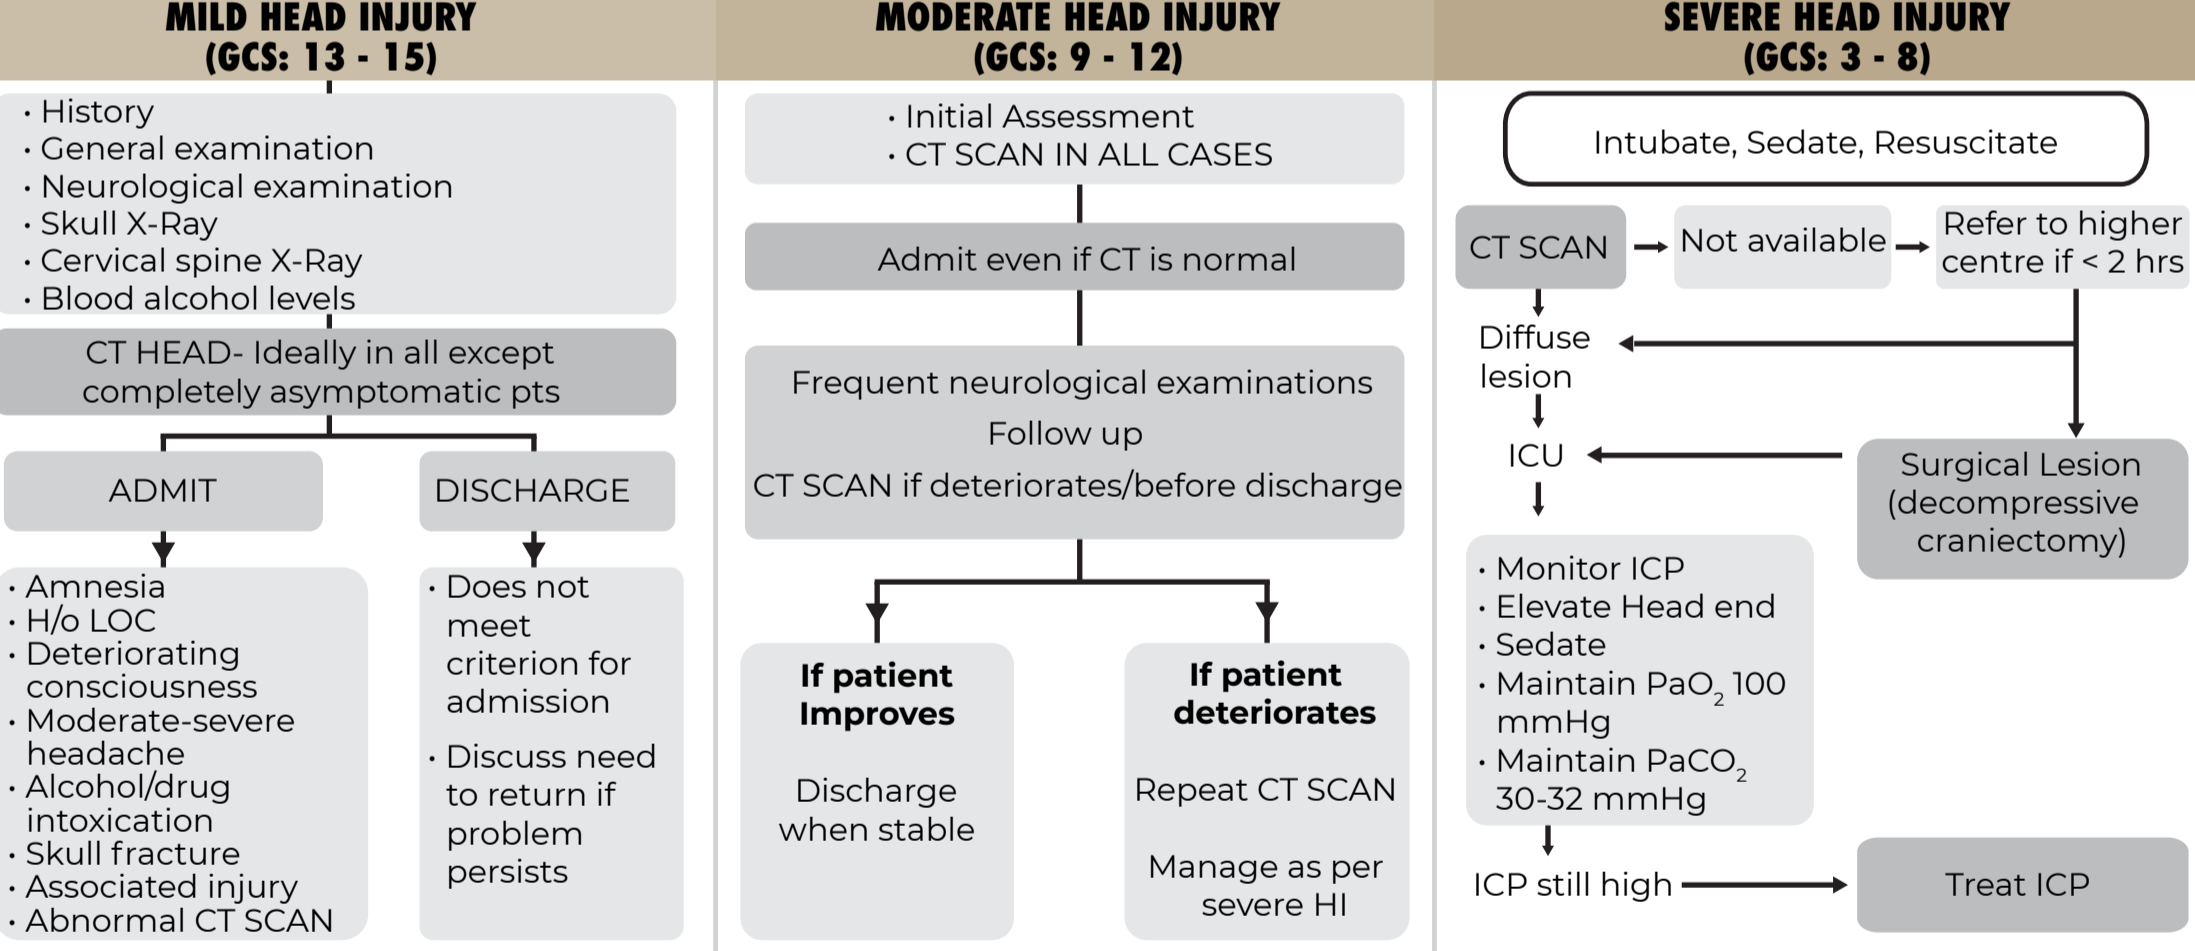 MILD HEAD INJURY
(GCS: 13 - 15)
• History
• General examination
• Neurological examination
• Skull X-Ray
• Cervical spine X-Ray
• Blood alcohol levels
CT HEAD- Ideally in all except
completely asymptomatic pts
ADMIT
• Amnesia
• H/o LOC
• Deteriorating
consciousness
• Moderate-severe
headache
• Alcohol/drug
intoxication
• Skull fracture
• Associated injury
• Abnormal CT SCAN
DISCHARGE
• Does not
meet
criterion for
admission
• Discuss need
to return if
problem
persists
MODERATE HEAD INJURY
(GCS: 9 - 12)
• Initial Assessment
• CT SCAN IN ALL CASES
Admit even if CT is normal
Frequent neurological examinations
Follow up
CT SCAN if deteriorates/before discharge
If patient
Improves
Discharge
when stable
If patient
deteriorates
Repeat CT SCAN
Manage as per
severe HI
SEVERE HEAD INJURY
(GCS: 3 - 8)
Intubate, Sedate, Resuscitate
CT SCAN
Not available
Refer to higher
centre if < 2 hrs
Diffuse
lesion
ICU
Surgical Lesion
(decompressive
craniectomy)
• Monitor ICP
• Elevate Head end
• Sedate
• Maintain PaO₂ 100
mmHg
• Maintain PaCO₂
30-32 mmHg
ICP still high
Treat ICP